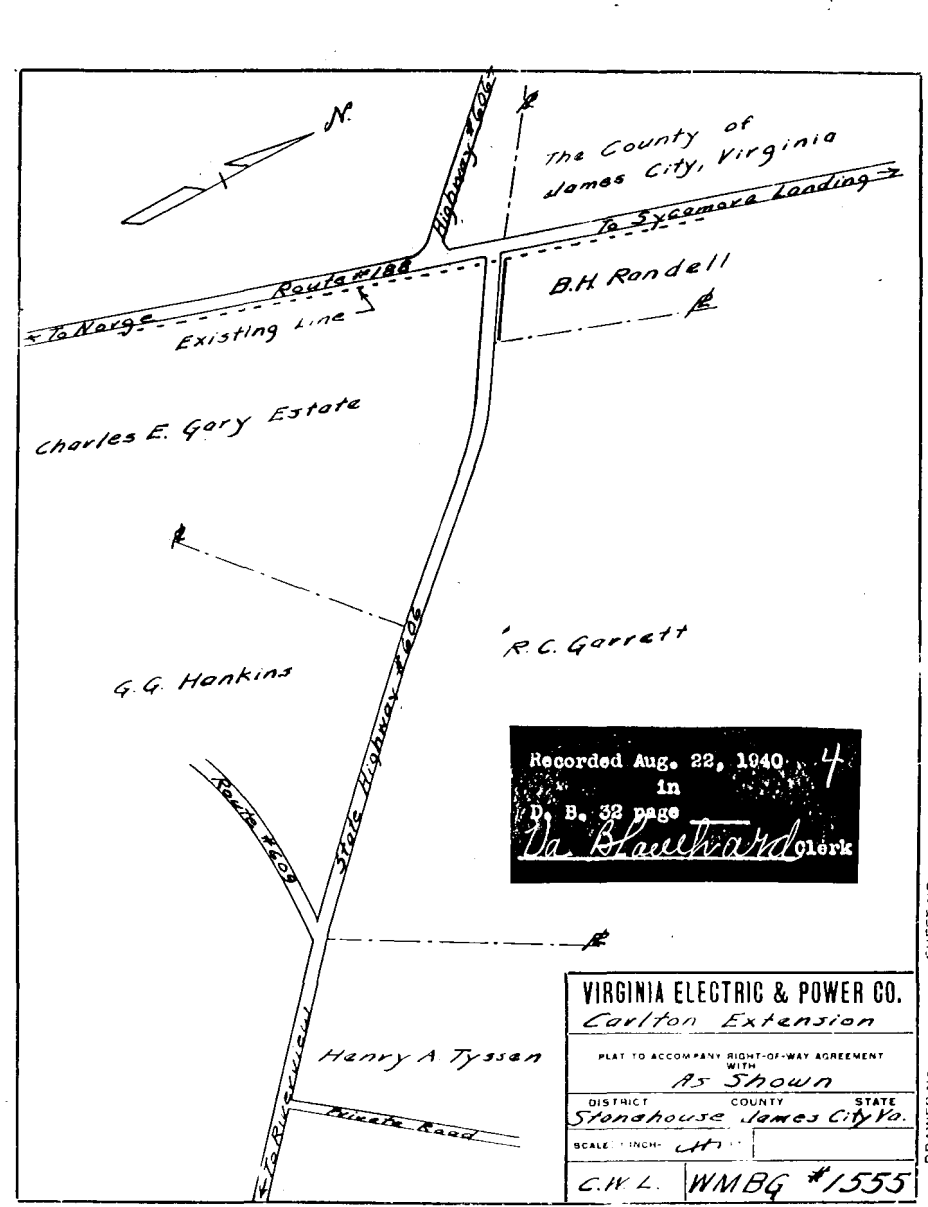 N.
Highway #606
The County of
James City, Virginia
To Sycamore Landing →
Route #188
B.H. Randell
← To Norge
Existing Line
Charles E. Gary Estate
G.G. Hankins
R.C. Garrett
State Highway #606
Route #609
Recorded Aug. 22, 1940 4
in
D. B. 32 page
Va. Clerk
VIRGINIA ELECTRIC & POWER CO.
Carlton Extension
PLAT TO ACCOMPANY RIGHT-OF-WAY AGREEMENT
WITH
As Shown
DISTRICT COUNTY STATE
Stonehouse James City Va.
SCALE: 1 INCH-
C.W.L. WMBG #1555
Henry A. Tyssen
Private Road
← To Riverview